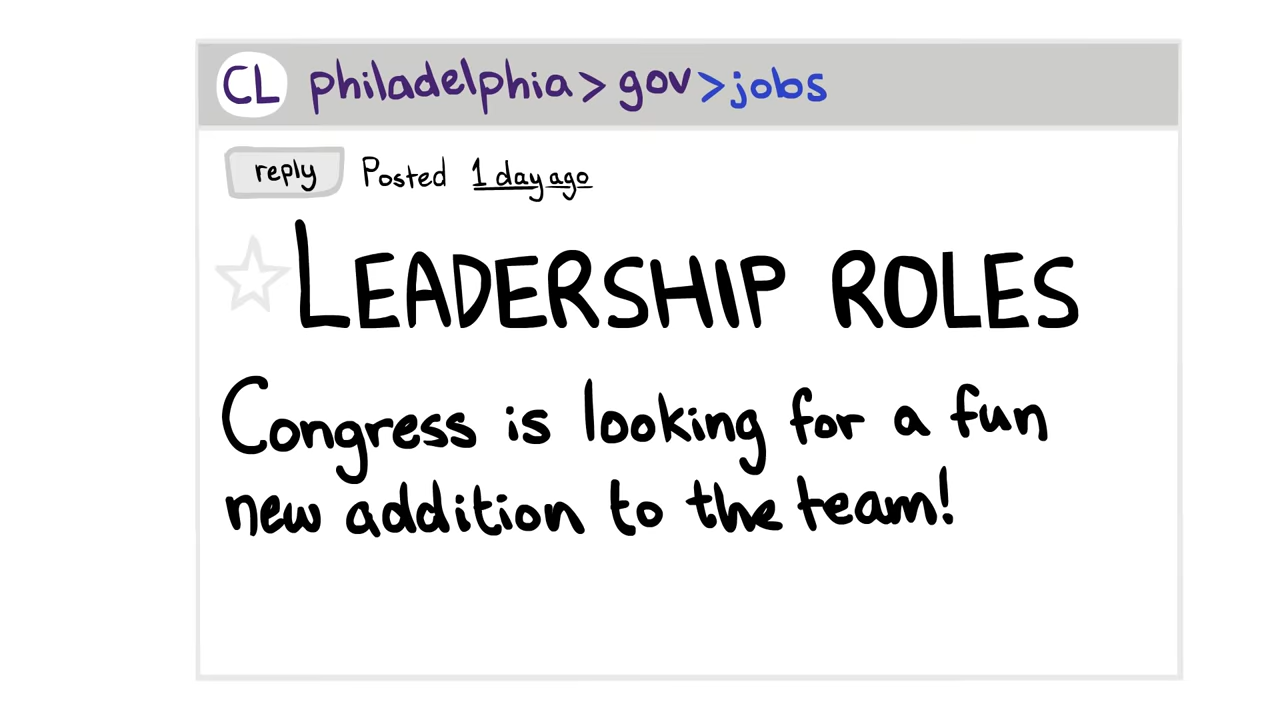 CL philadelphia > gov > jobs
reply Posted 1 day ago
LEADERSHIP ROLES
Congress is looking for a fun
new addition to the team!